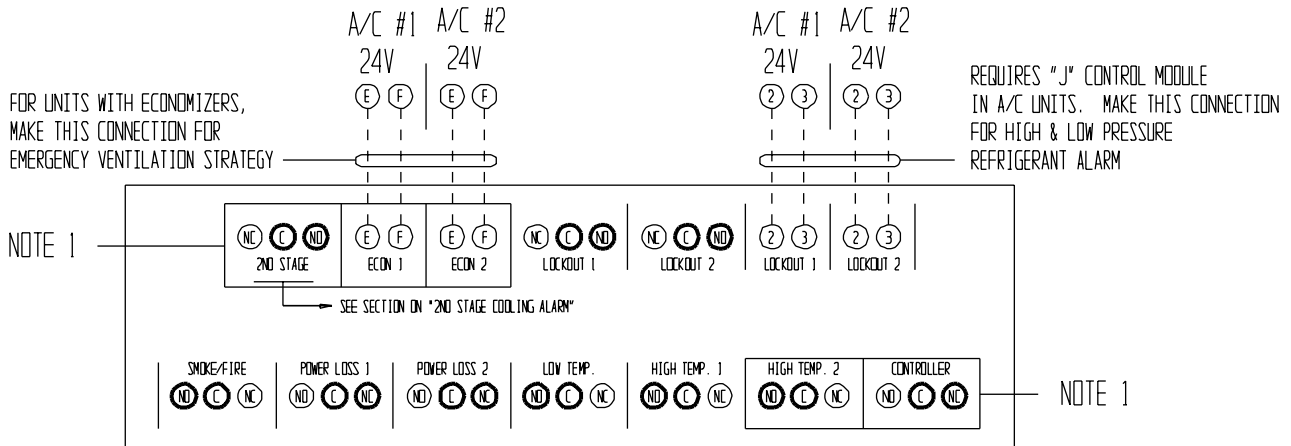 A/C #1 A/C #2
24V 24V
E F E F
A/C #1 A/C #2
24V 24V
2 3 2 3
FOR UNITS WITH ECONOMIZERS,
MAKE THIS CONNECTION FOR
EMERGENCY VENTILATION STRATEGY
REQUIRES "J" CONTROL MODULE
IN A/C UNITS. MAKE THIS CONNECTION
FOR HIGH & LOW PRESSURE
REFRIGERANT ALARM
NOTE 1
NC C NO E F E F NC C NO NC C NO 2 3 2 3
2ND STAGE ECON 1 ECON 2 LOCKOUT 1 LOCKOUT 2 LOCKOUT 1 LOCKOUT 2
SEE SECTION ON "2ND STAGE COOLING ALARM"
SMOKE/FIRE POWER LOSS 1 POWER LOSS 2 LOW TEMP. HIGH TEMP. 1 HIGH TEMP. 2 CONTROLLER
NO C NC NO C NC NO C NC NO C NC NO C NC NO C NC NO C NC
NOTE 1